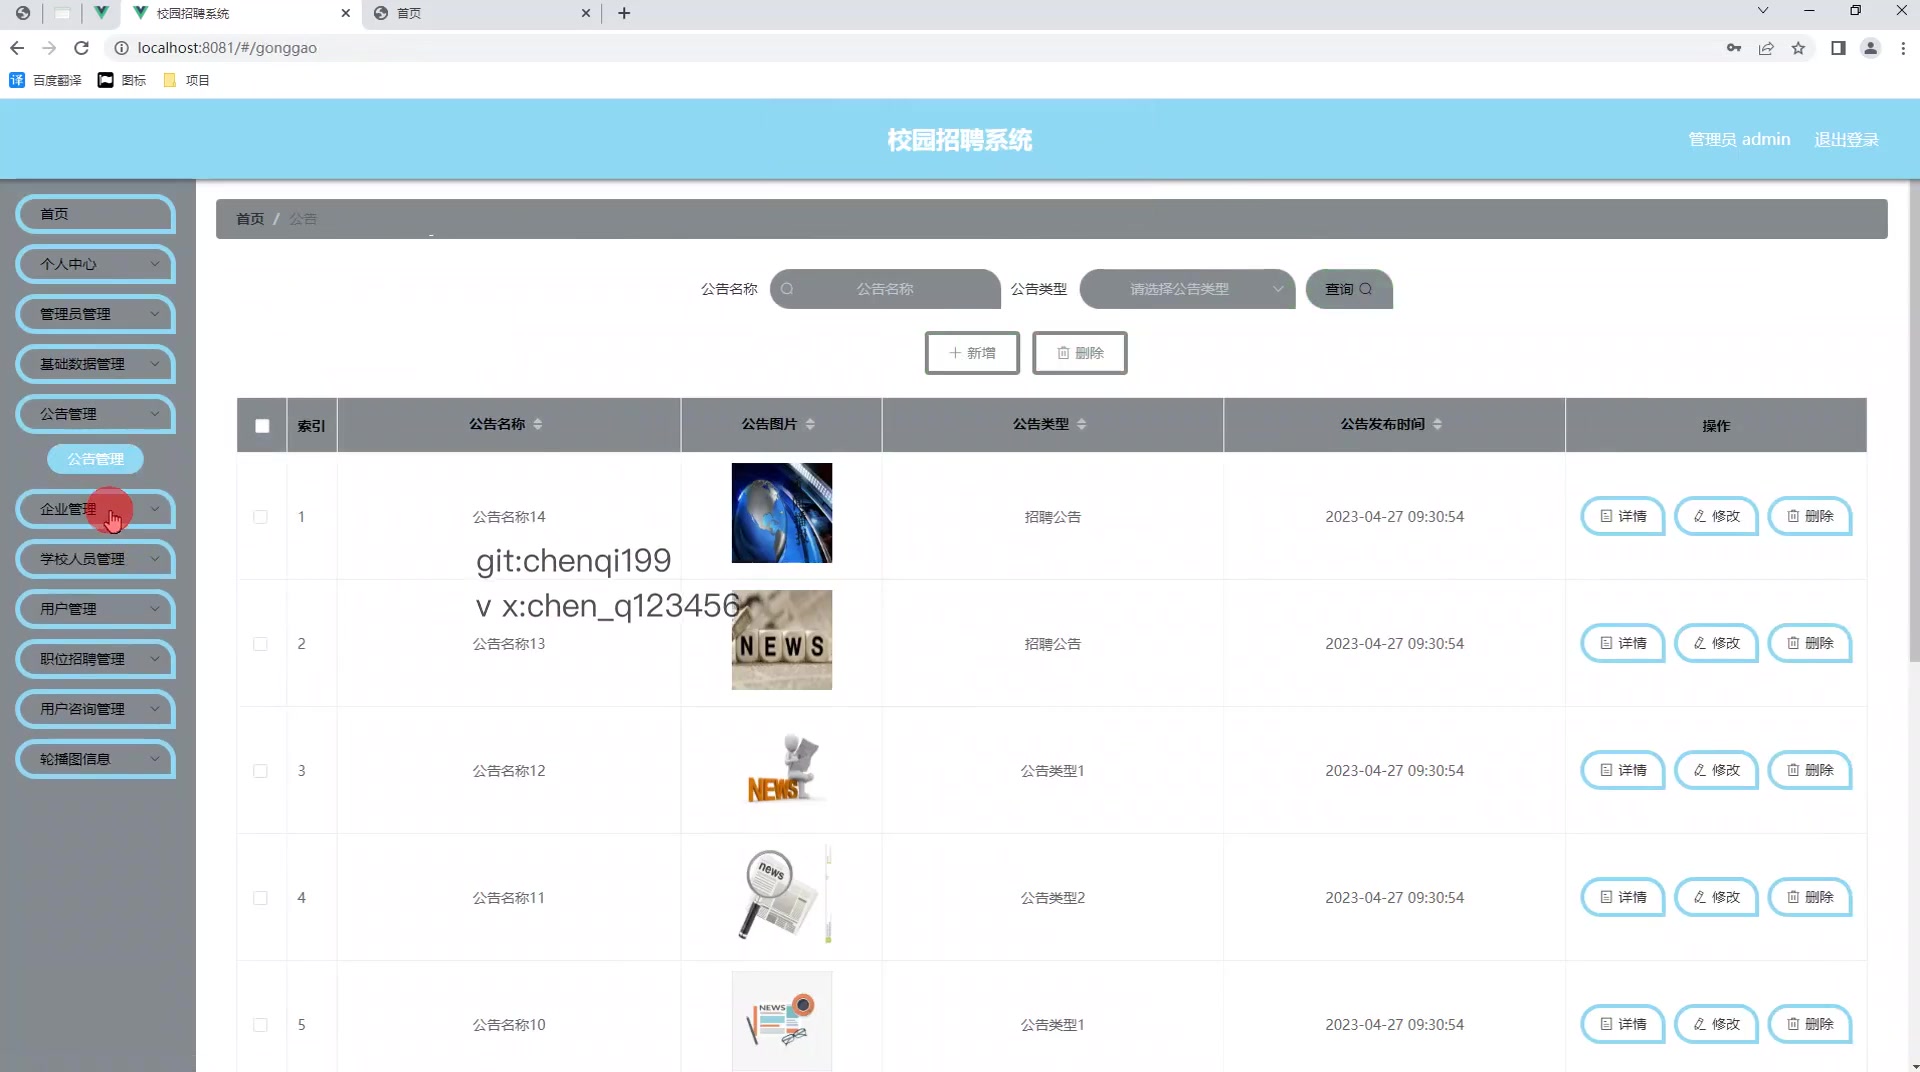 校园招聘系统
首页
localhost:8081/#/gonggao
百度翻译
图标
项目
校园招聘系统
管理员 admin
退出登录
首页
个人中心
管理员管理
基础数据管理
公告管理
公告管理
企业管理
学校人员管理
用户管理
职位招聘管理
用户咨询管理
轮播图信息
首页 / 公告
公告名称 公告名称 公告类型 请选择公告类型 查询
新增 删除
索引 公告名称 公告图片 公告类型 公告发布时间 操作
1 公告名称14 招聘公告 2023-04-27 09:30:54 详情 修改 删除
git:chenqi199
v x:chen_q123456
NEWS
2 公告名称13 招聘公告 2023-04-27 09:30:54 详情 修改 删除
3 公告名称12 公告类型1 2023-04-27 09:30:54 详情 修改 删除
NEWS
news
4 公告名称11 公告类型2 2023-04-27 09:30:54 详情 修改 删除
NEWS
5 公告名称10 公告类型1 2023-04-27 09:30:54 详情 修改 删除